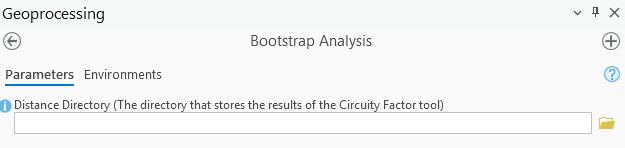 Geoprocessing
Bootstrap Analysis
Parameters Environments
Distance Directory (The directory that stores the results of the Circuity Factor tool)